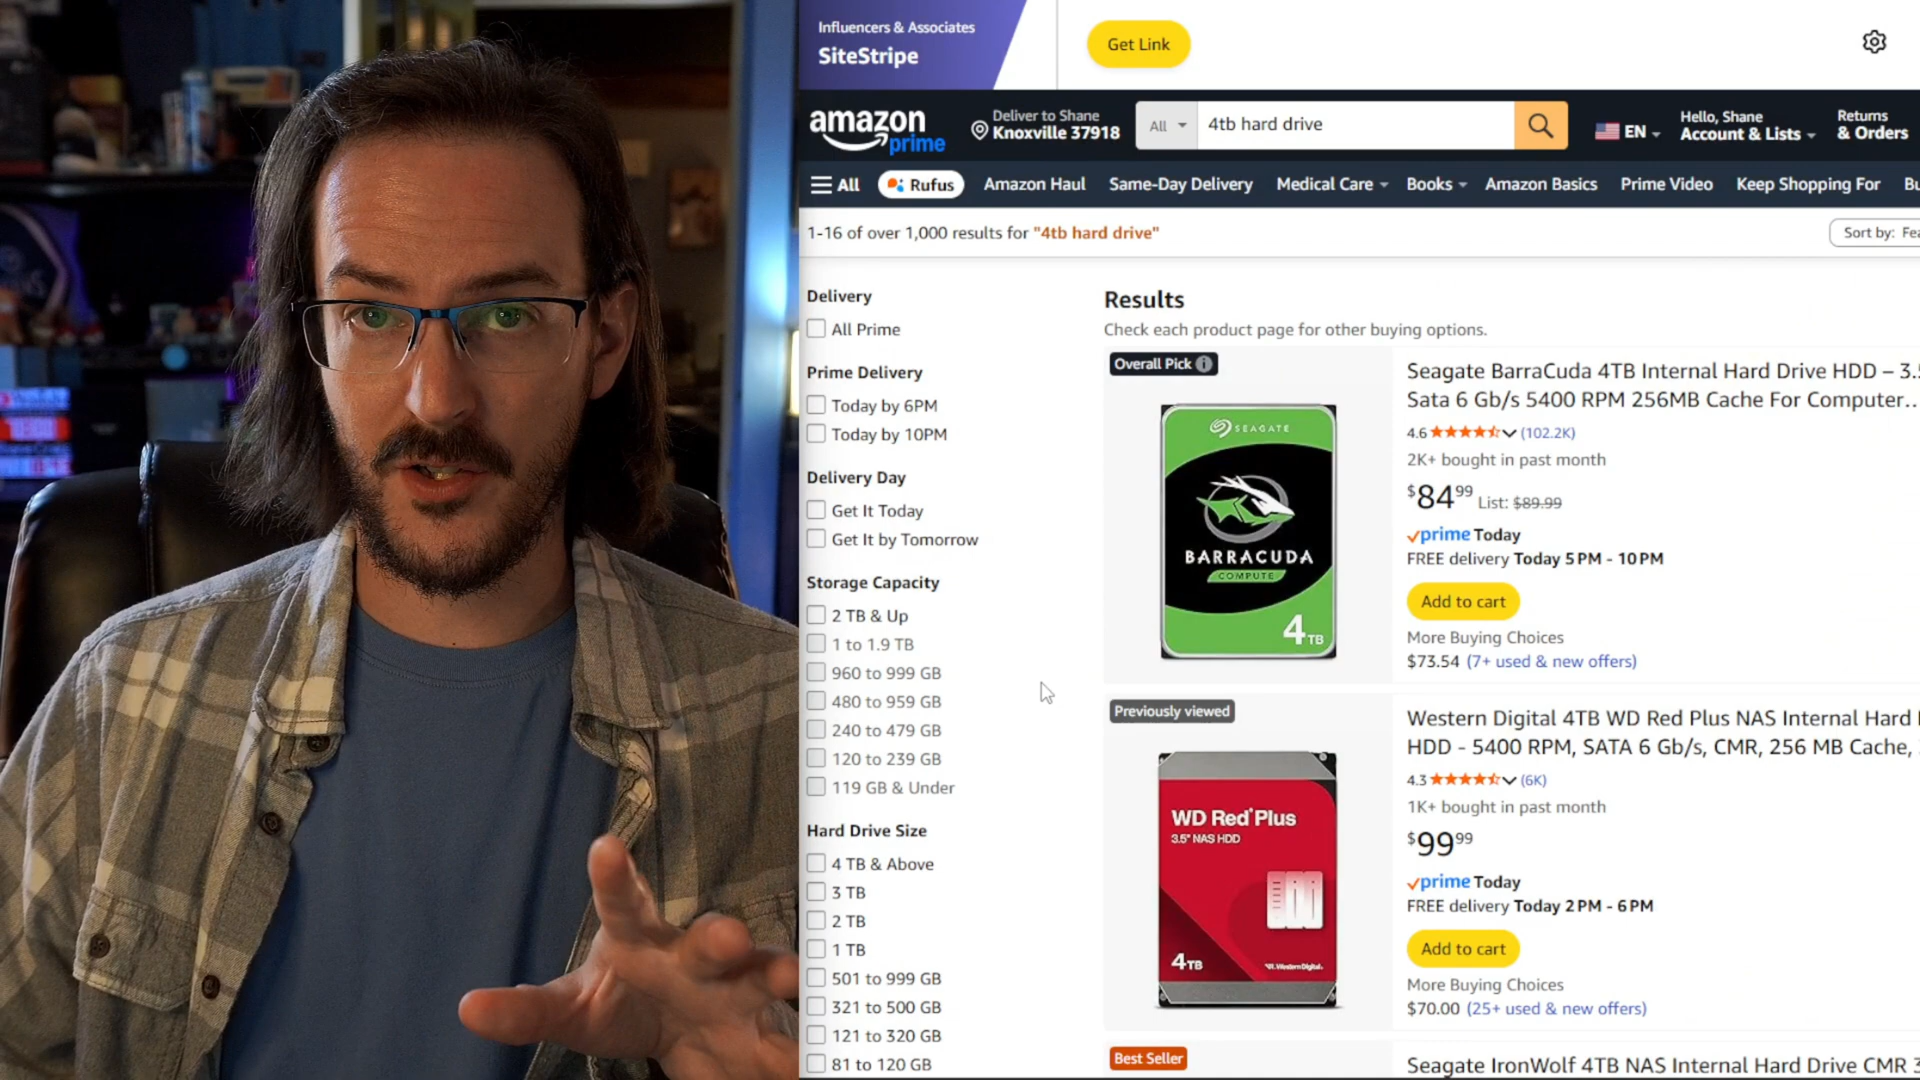 Influencers & Associates
SiteStripe
Get Link
amazon
prime
Deliver to Shane
Knoxville 37918
All
4tb hard drive
EN
Hello, Shane
Account & Lists
Returns
& Orders
All
Rufus
Amazon Haul
Same-Day Delivery
Medical Care
Books
Amazon Basics
Prime Video
Keep Shopping For
1-16 of over 1,000 results for "4tb hard drive"
Sort by:
Delivery
All Prime
Prime Delivery
Today by 6PM
Today by 10PM
Delivery Day
Get It Today
Get It by Tomorrow
Storage Capacity
2 TB & Up
1 to 1.9 TB
960 to 999 GB
480 to 959 GB
240 to 479 GB
120 to 239 GB
119 GB & Under
Hard Drive Size
4 TB & Above
3 TB
2 TB
1 TB
501 to 999 GB
321 to 500 GB
121 to 320 GB
81 to 120 GB
Results
Check each product page for other buying options.
Overall Pick
SEAGATE
BARRACUDA
COMPUTE
4TB
Seagate BarraCuda 4TB Internal Hard Drive HDD – 3.5
Sata 6 Gb/s 5400 RPM 256MB Cache For Computer…
4.6 (102.2K)
2K+ bought in past month
$84 99 List: $89.99
prime Today
FREE delivery Today 5 PM - 10 PM
Add to cart
More Buying Choices
$73.54 (7+ used & new offers)
Previously viewed
WD Red Plus
3.5" NAS HDD
4TB
Western Digital
Western Digital 4TB WD Red Plus NAS Internal Hard
HDD - 5400 RPM, SATA 6 Gb/s, CMR, 256 MB Cache,
4.3 (6K)
1K+ bought in past month
$99 99
prime Today
FREE delivery Today 2 PM - 6 PM
Add to cart
More Buying Choices
$70.00 (25+ used & new offers)
Best Seller
Seagate IronWolf 4TB NAS Internal Hard Drive CMR